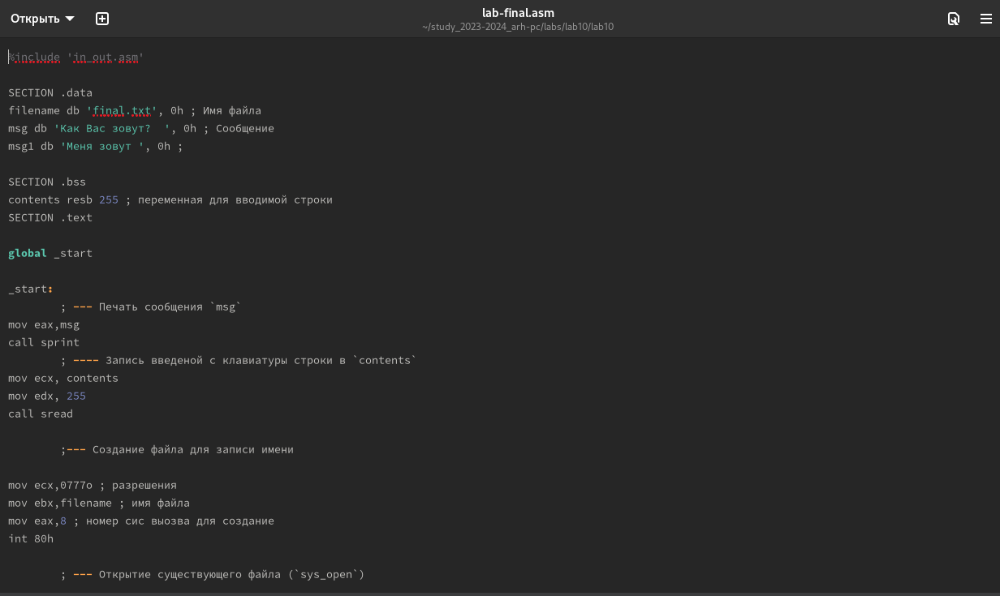 Открыть
lab-final.asm
~/study_2023-2024_arh-pc/labs/lab10/lab10
%include 'in_out.asm'
SECTION .data
filename db 'final.txt', 0h ; Имя файла
msg db 'Как Вас зовут?  ', 0h ; Сообщение
msg1 db 'Меня зовут ', 0h ;
SECTION .bss
contents resb 255 ; переменная для вводимой строки
SECTION .text
global _start
_start:
; --- Печать сообщения `msg`
mov eax,msg
call sprint
; ---- Запись введеной с клавиатуры строки в `contents`
mov ecx, contents
mov edx, 255
call sread
;--- Создание файла для записи имени
mov ecx,0777o ; разрешения
mov ebx,filename ; имя файла
mov eax,8 ; номер сис выозва для создание
int 80h
; --- Открытие существующего файла (`sys_open`)